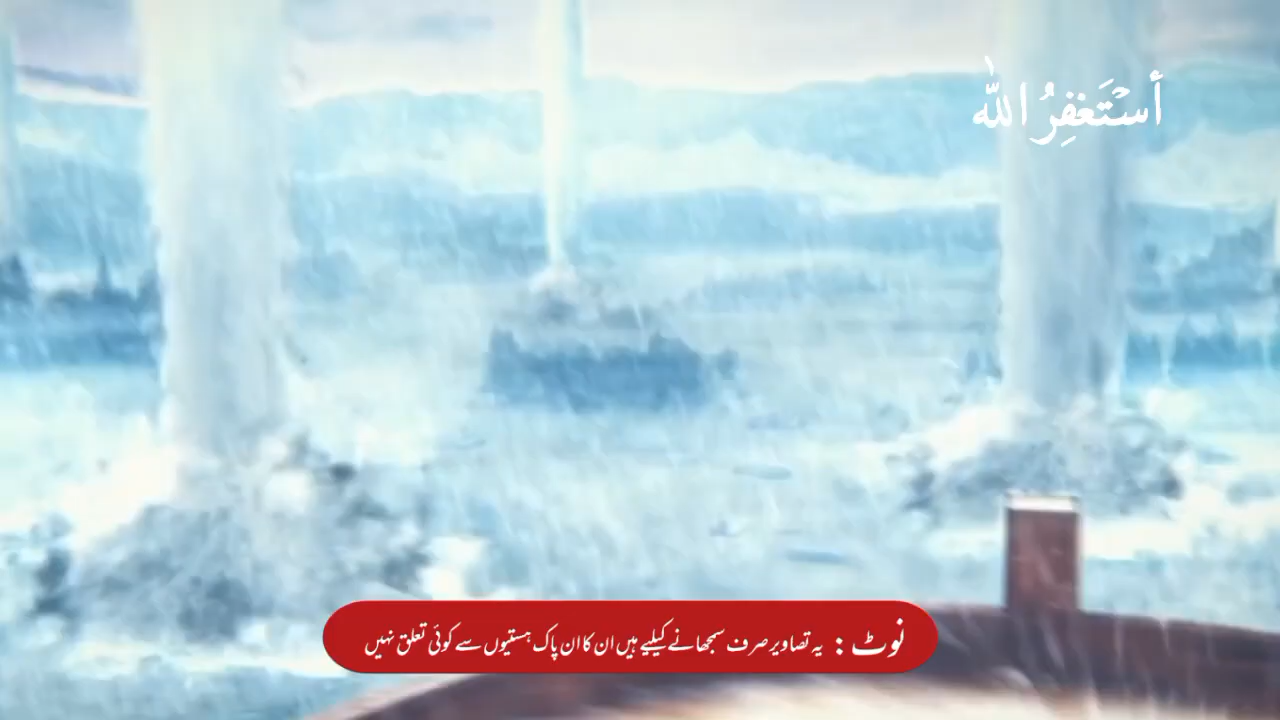 أَسْتَغْفِرُ اللّٰه
نوٹ : یہ تصاویر صرف سمجھانے کیلیے ہیں ان کا ان پاک ہستیوں سے کوئی تعلق نہیں